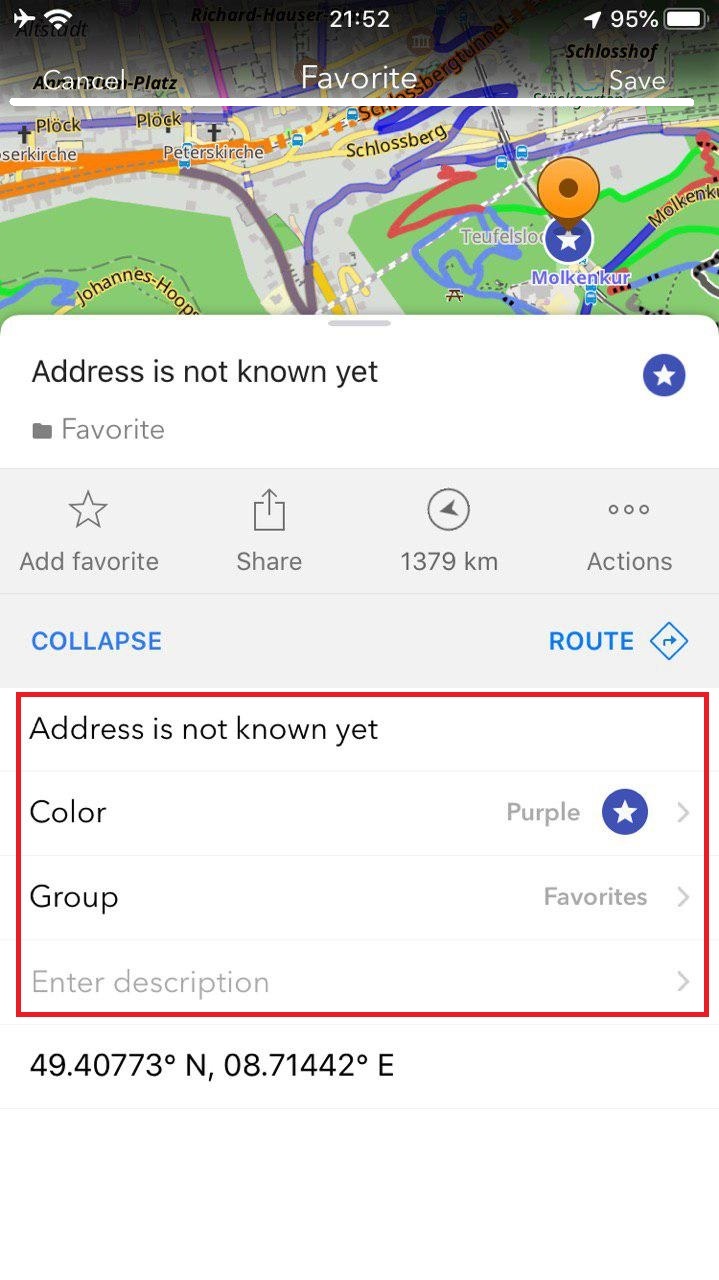 Richard-Hauser-
21:52
95%
Altstadt
Schlosshof
Cancel
Favorite
Save
Schlossbergtunnel
Plöck
Plöck
Peterskirche
Schlossberg
Molkenku
Teufelsloc
Molkenkur
Johannes-Hoops
Address is not known yet
Favorite
Add favorite
Share
1379 km
Actions
COLLAPSE
ROUTE
Address is not known yet
Color
Purple
Group
Favorites
Enter description
49.40773° N, 08.71442° E